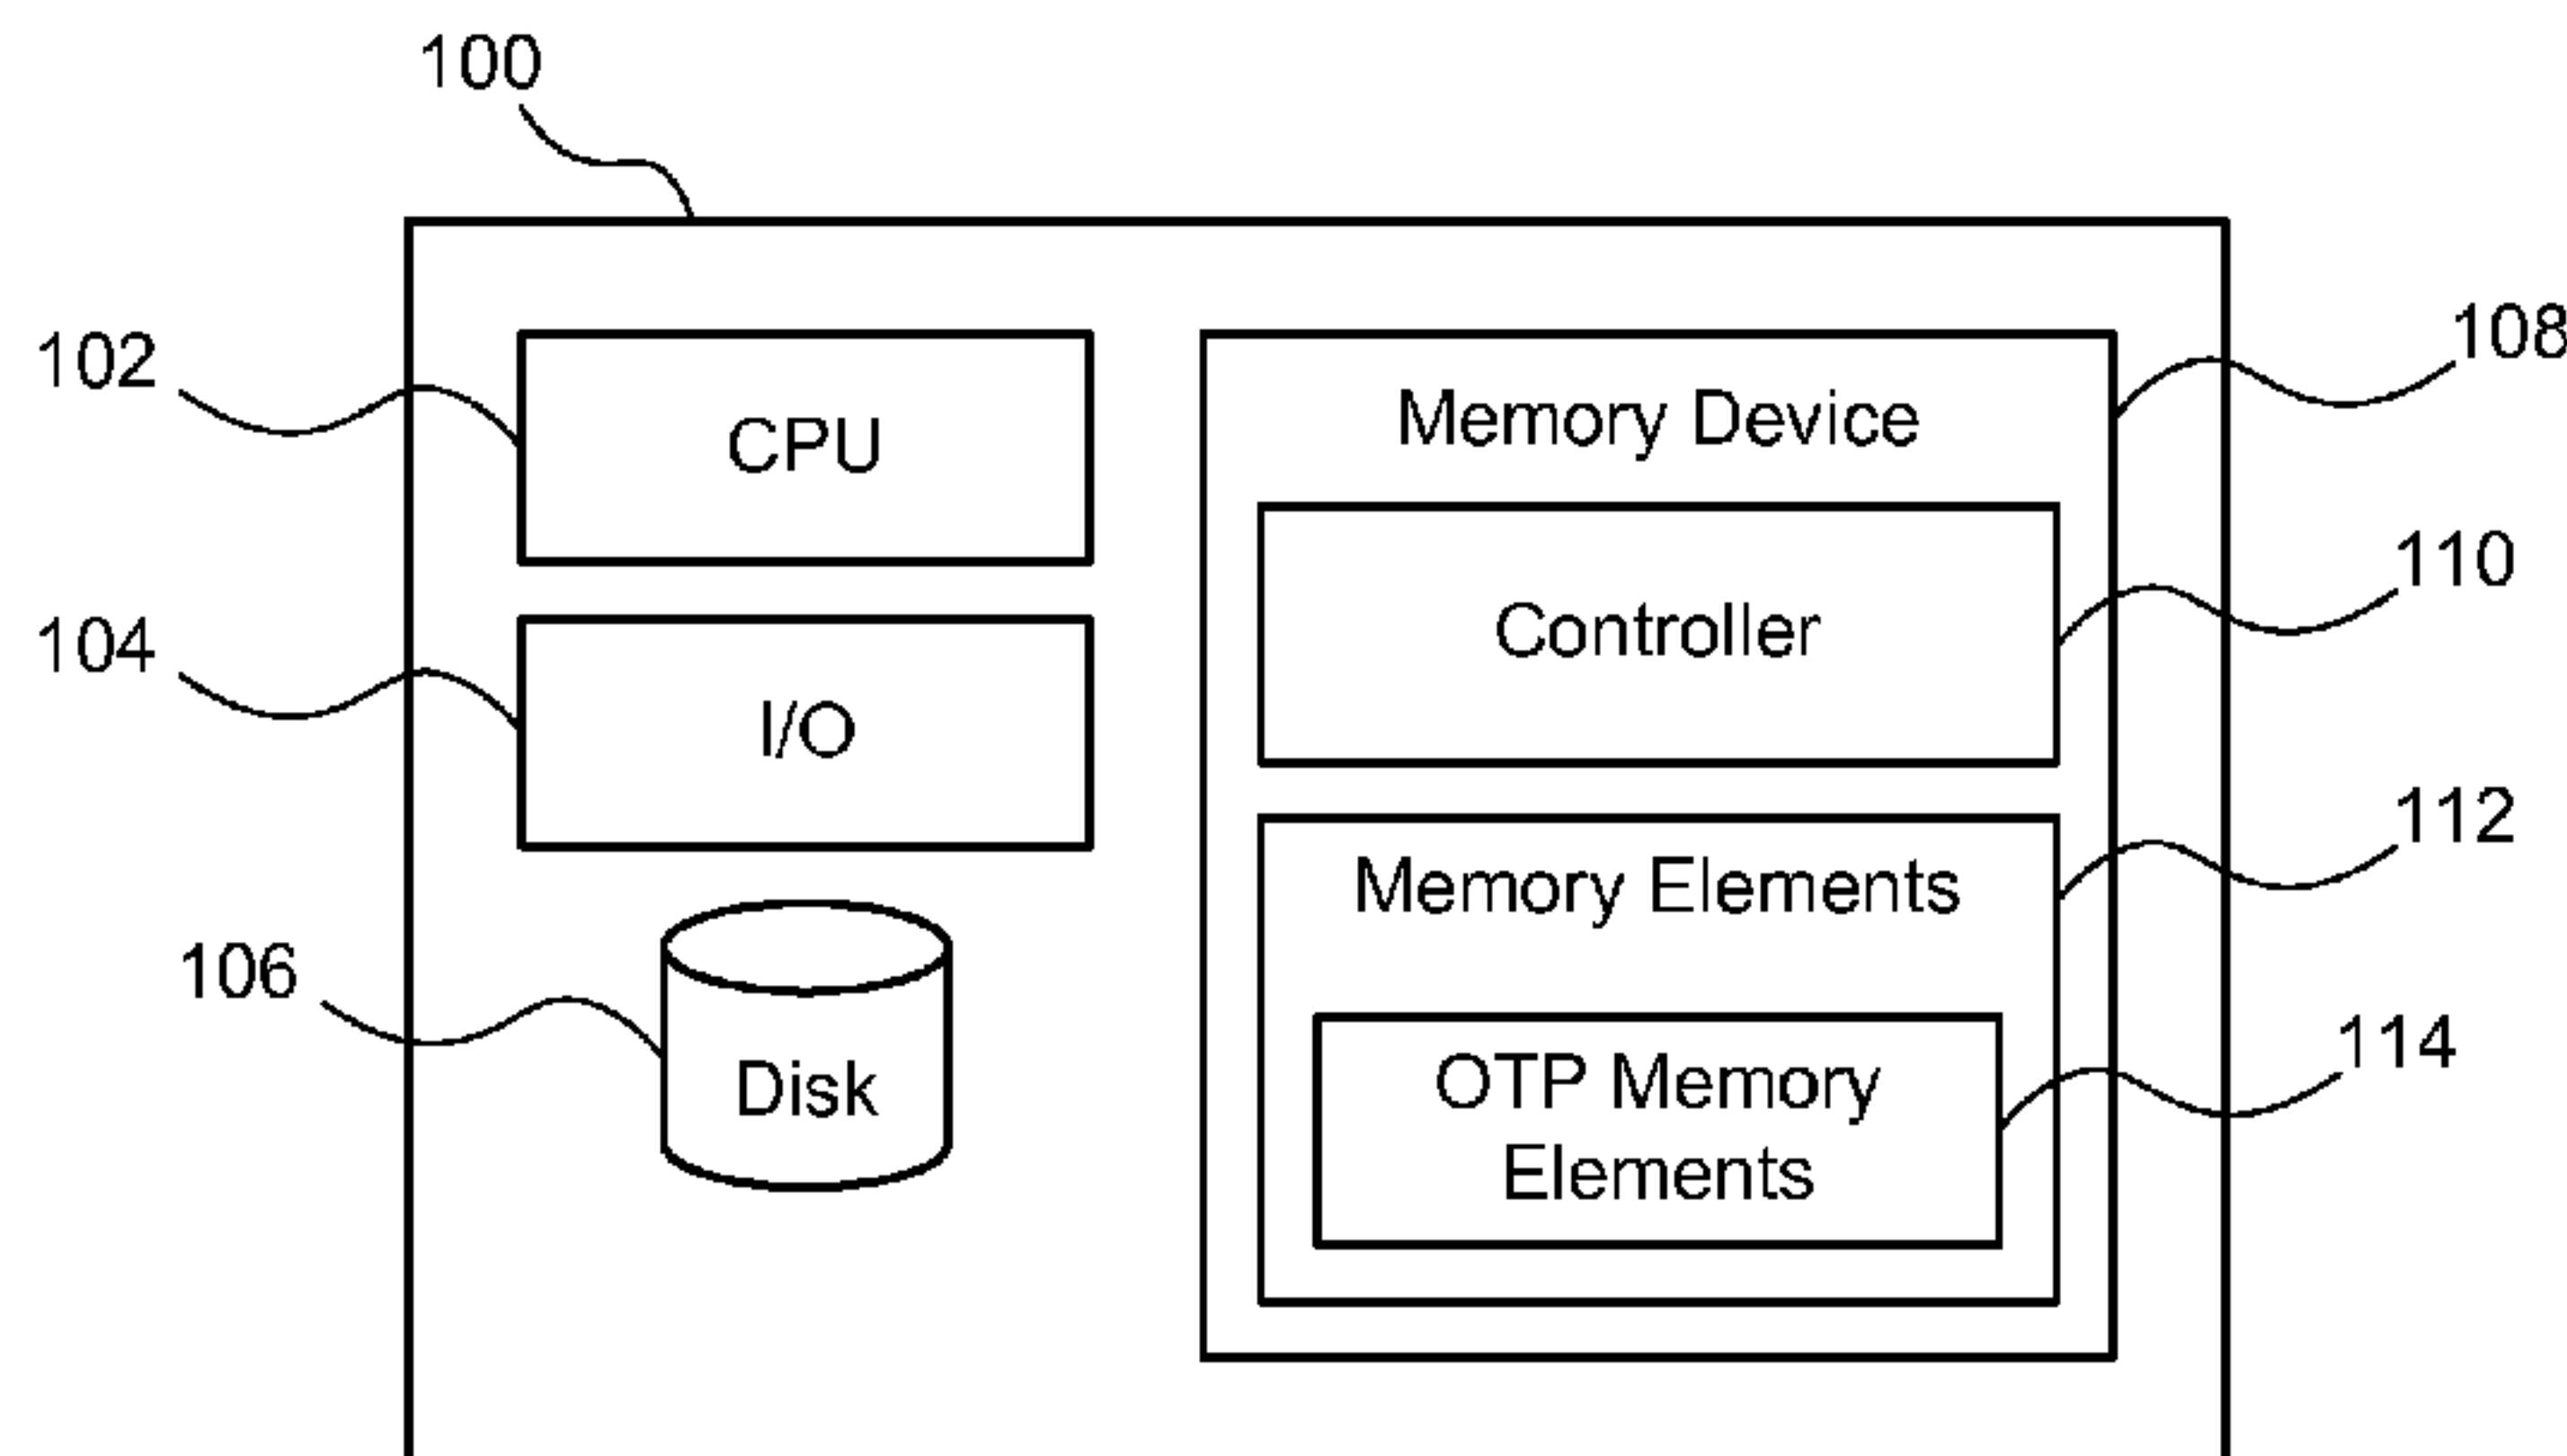 100
102
CPU
104
I/O
106
Disk
Memory Device
108
Controller
110
Memory Elements
112
OTP Memory
Elements
114